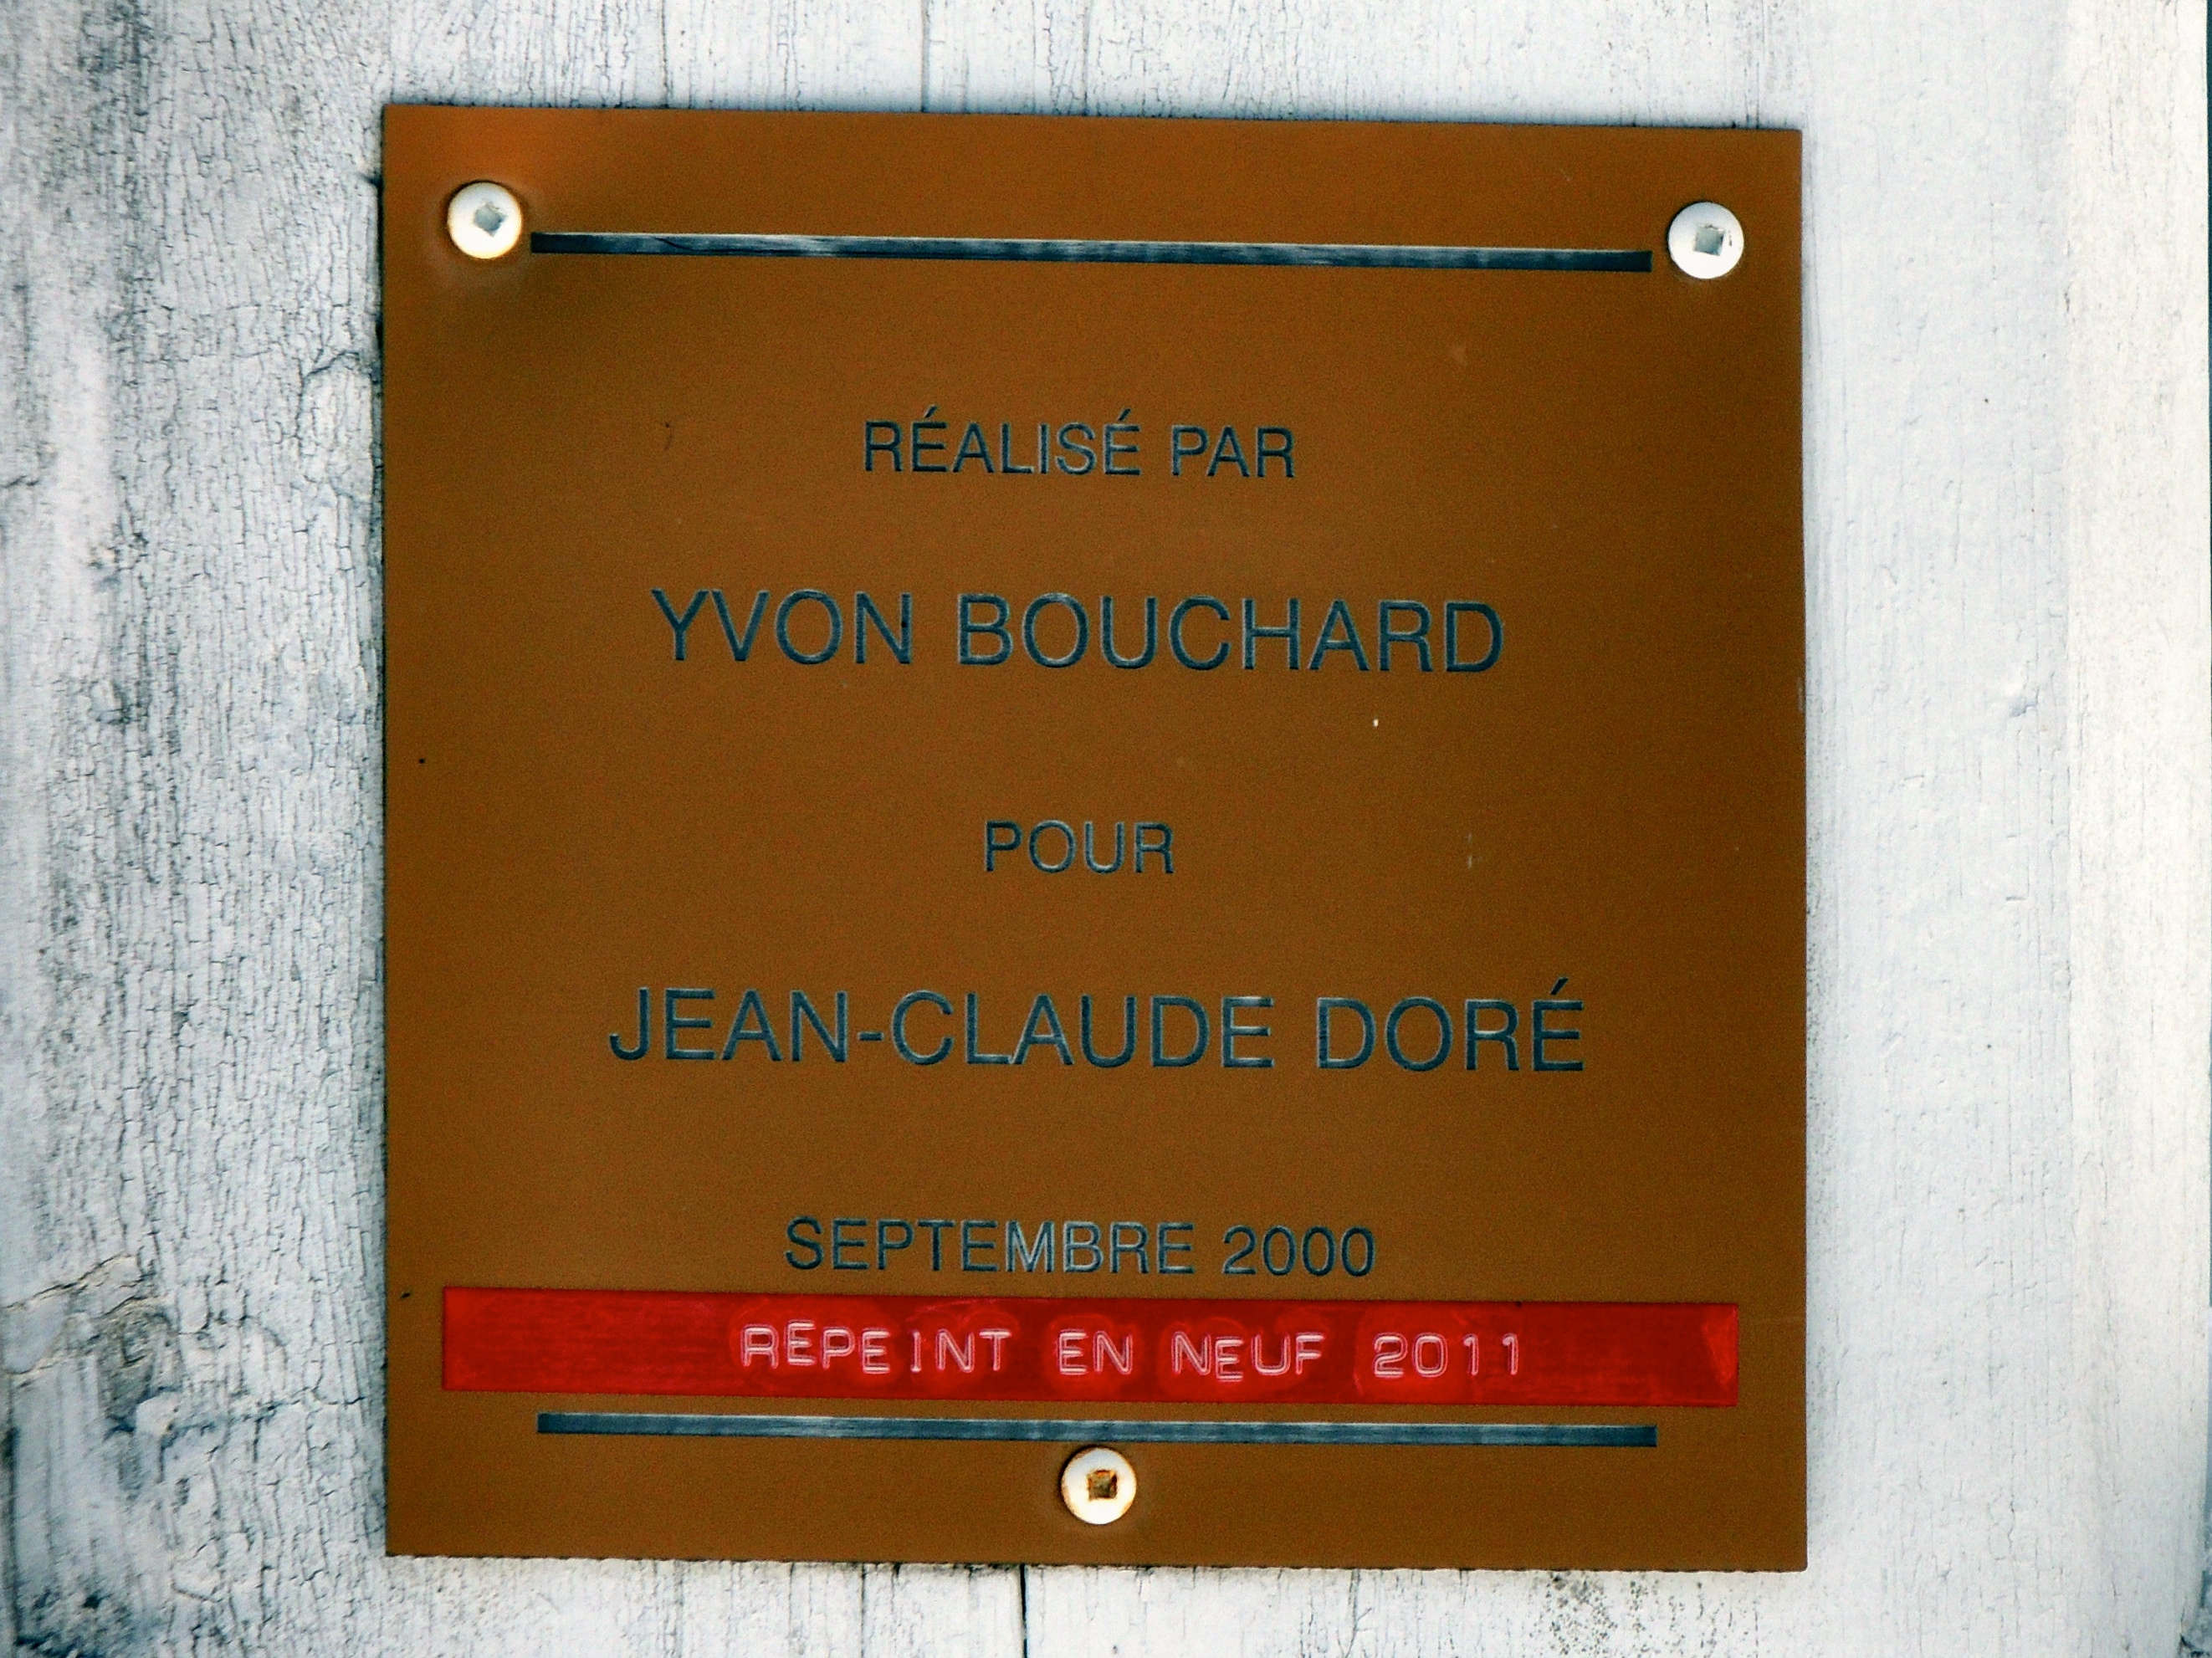 RÉALISÉ PAR
YVON BOUCHARD
POUR
JEAN-CLAUDE DORÉ
SEPTEMBRE 2000
REPEINT EN NEUF 2011